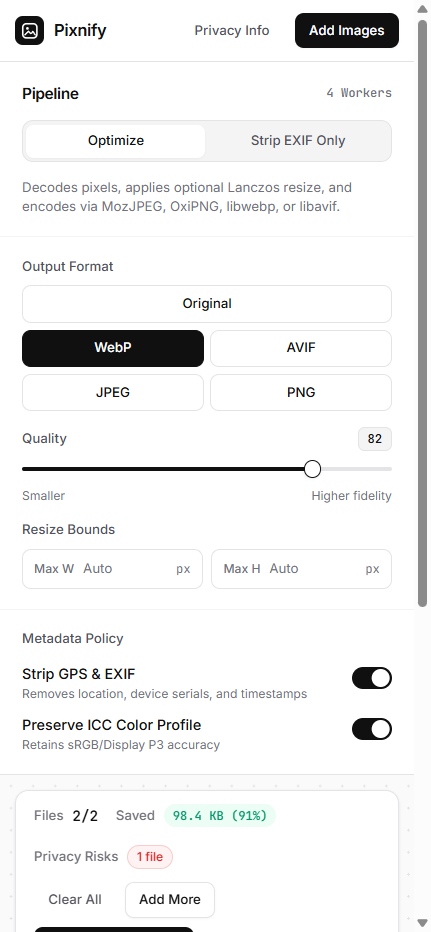 Pixnify Privacy Info Add Images
Pipeline 4 Workers
Optimize Strip EXIF Only
Decodes pixels, applies optional Lanczos resize, and
encodes via MozJPEG, OxiPNG, libwebp, or libavif.
Output Format
Original
WebP AVIF
JPEG PNG
Quality 82
Smaller Higher fidelity
Resize Bounds
Max W Auto px Max H Auto px
Metadata Policy
Strip GPS & EXIF
Removes location, device serials, and timestamps
Preserve ICC Color Profile
Retains sRGB/Display P3 accuracy
Files 2/2 Saved 98.4 KB (91%)
Privacy Risks 1 file
Clear All Add More